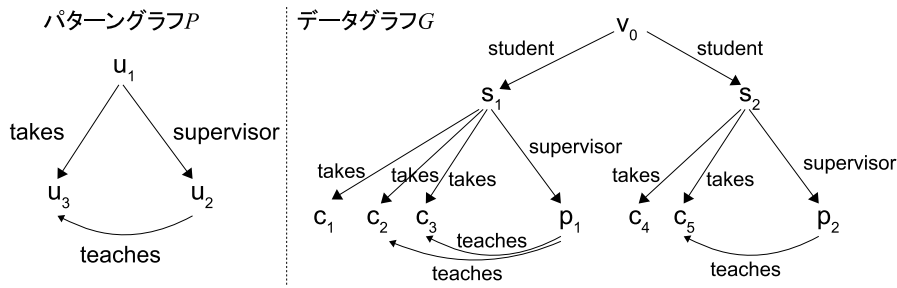 パターングラフP
データグラフG
v0
student
student
u1
s1
s2
takes
supervisor
supervisor
supervisor
takes
takes
takes
takes
takes
u3
u2
c1
c2
c3
p1
c4
c5
p2
teaches
teaches
teaches
teaches